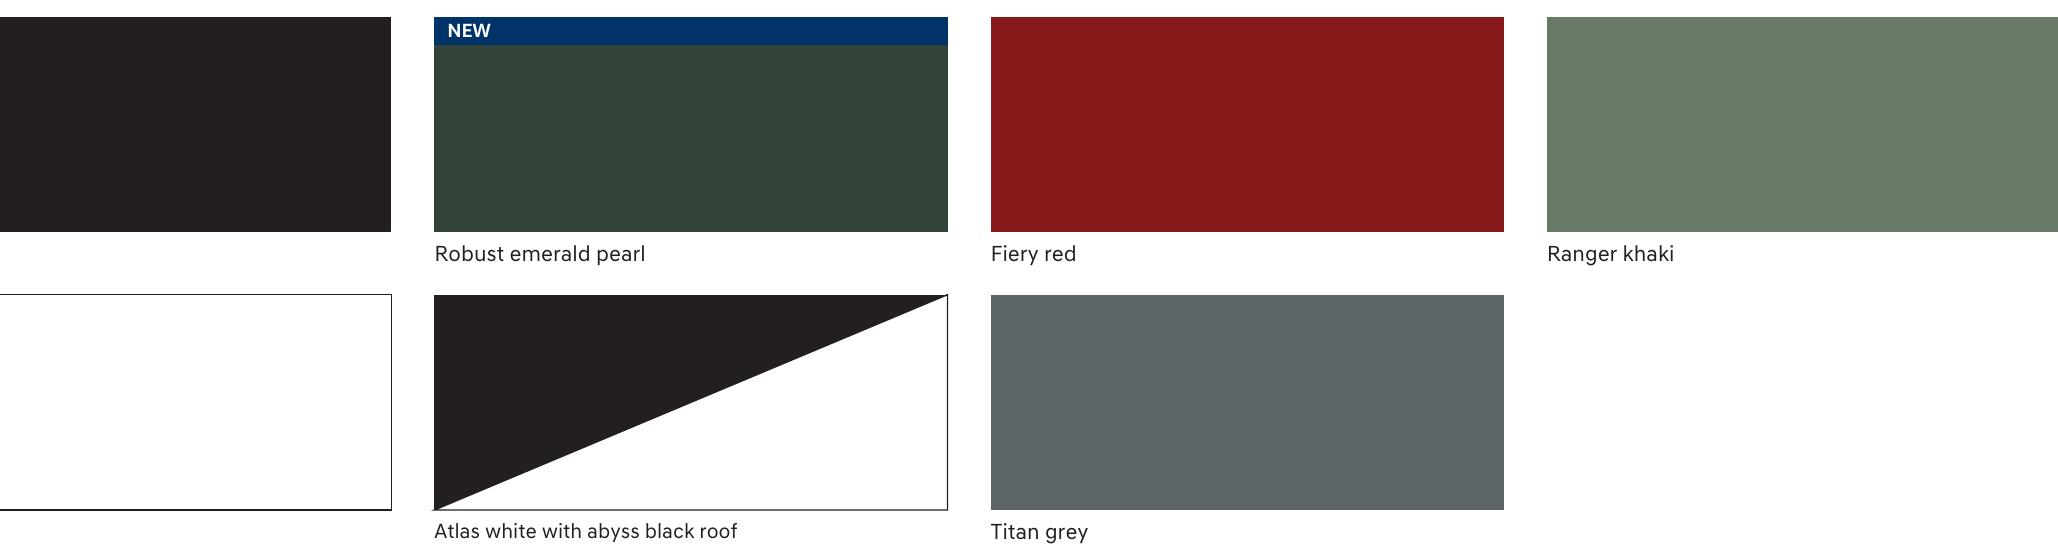 NEW
Robust emerald pearl
Fiery red
Ranger khaki
Atlas white with abyss black roof
Titan grey